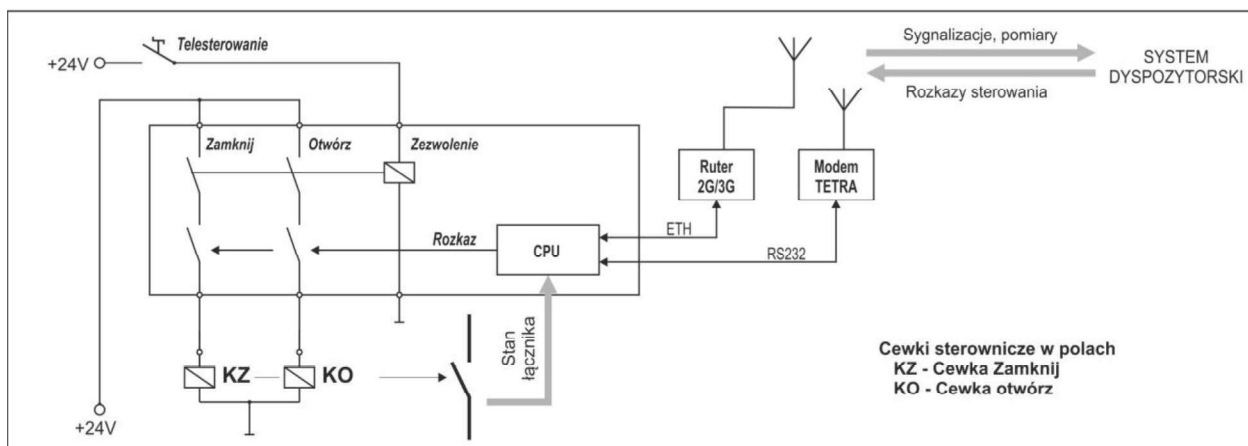 Telesterowanie
+24V
Sygnalizacje, pomiary
SYSTEM
DYSPOZYTORSKI
Rozkazy sterowania
Zamknij
Otwórz
Zezwolenie
Ruter
2G/3G
Modem
TETRA
ETH
Rozkaz
CPU
RS232
Stan
łącznika
KZ
KO
Cewki sterownicze w polach
KZ - Cewka Zamknij
KO - Cewka otwórz
+24V